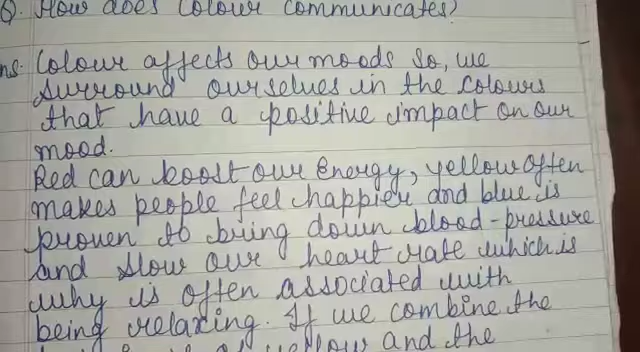 Q. How does Colour Communicates?
ns. Colour affects our moods So, we
surround ourselves in the Colours
that have a positive impact on our
mood.
Red can boost our Energy, yellow often
makes people feel happier and blue is
proven to bring down blood-pressure
and slow our heart rate which is
why is often associated with
being relaxing. If we combine the
yellow and the